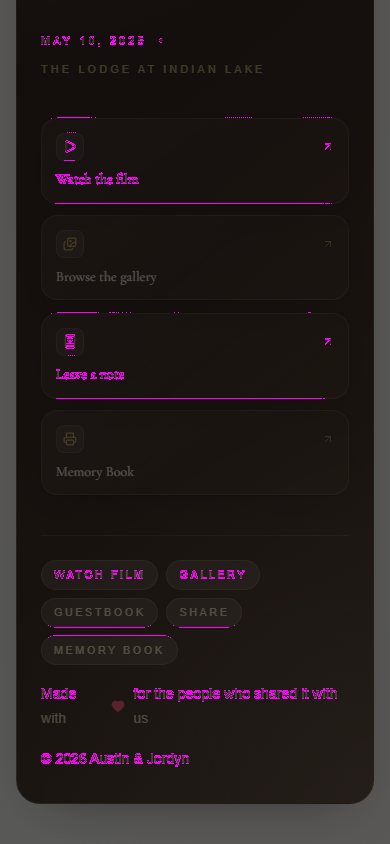 MAY 10, 2025
THE LODGE AT INDIAN LAKE
Watch the film
Browse the gallery
Leave a note
Memory Book
WATCH FILM GALLERY
GUESTBOOK SHARE
MEMORY BOOK
Made with ♥ for the people who shared it with us
© 2026 Austin & Jordyn